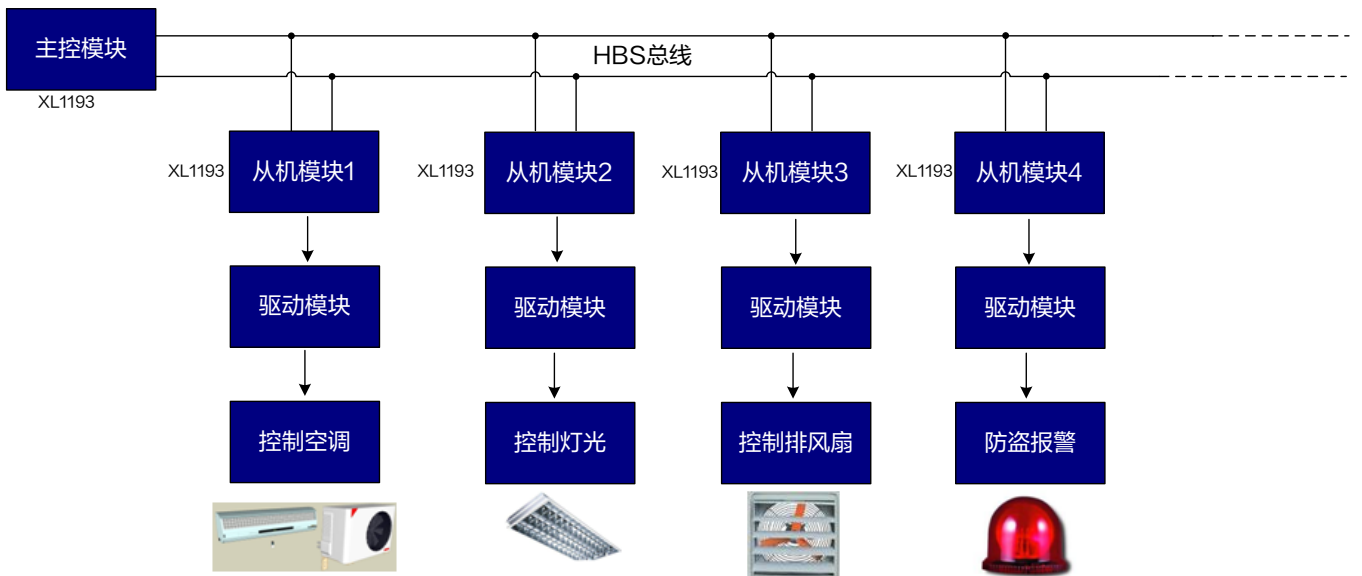 主控模块
HBS总线
XL1193
XL1193
从机模块1
XL1193
从机模块2
XL1193
从机模块3
XL1193
从机模块4
驱动模块
驱动模块
驱动模块
驱动模块
控制空调
控制灯光
控制排风扇
防盗报警